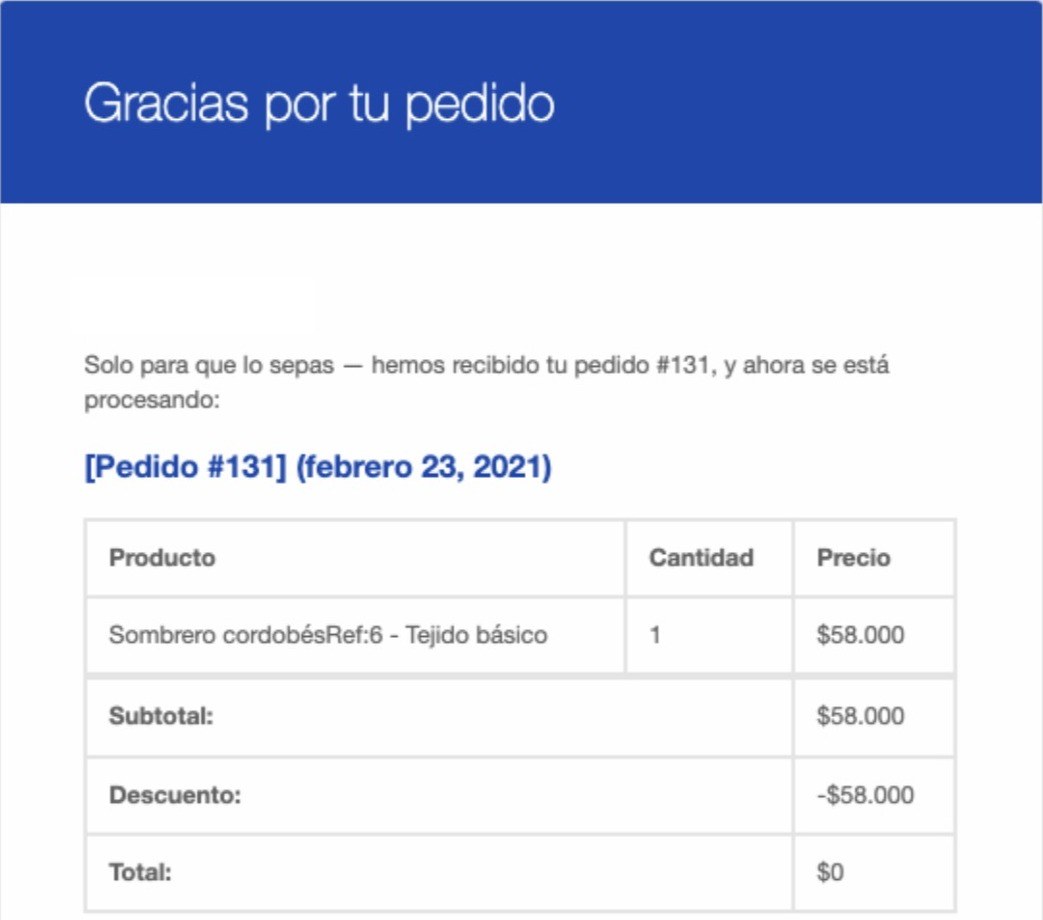 Gracias por tu pedido
Solo para que lo sepas — hemos recibido tu pedido #131, y ahora se está
procesando:
[Pedido #131] (febrero 23, 2021)
Producto Cantidad Precio
Sombrero cordobésRef:6 - Tejido básico 1 $58.000
Subtotal: $58.000
Descuento: -$58.000
Total: $0